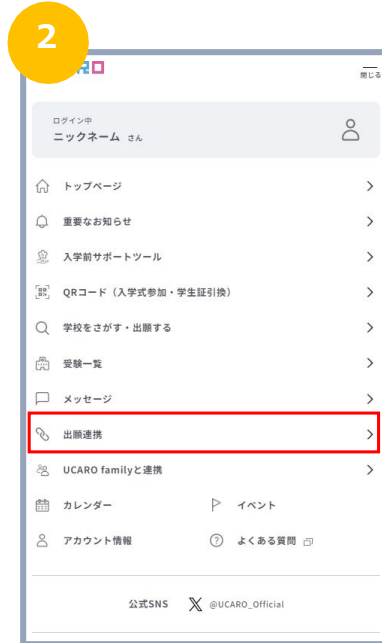 2
RO
閉じる
ログイン中
ニックネーム さん
トップページ
重要なお知らせ
入学前サポートツール
QRコード（入学式参加・学生証引換）
学校をさがす・出願する
受験一覧
メッセージ
出願連携
UCARO familyと連携
カレンダー イベント
アカウント情報 よくある質問
公式SNS @UCARO_Official